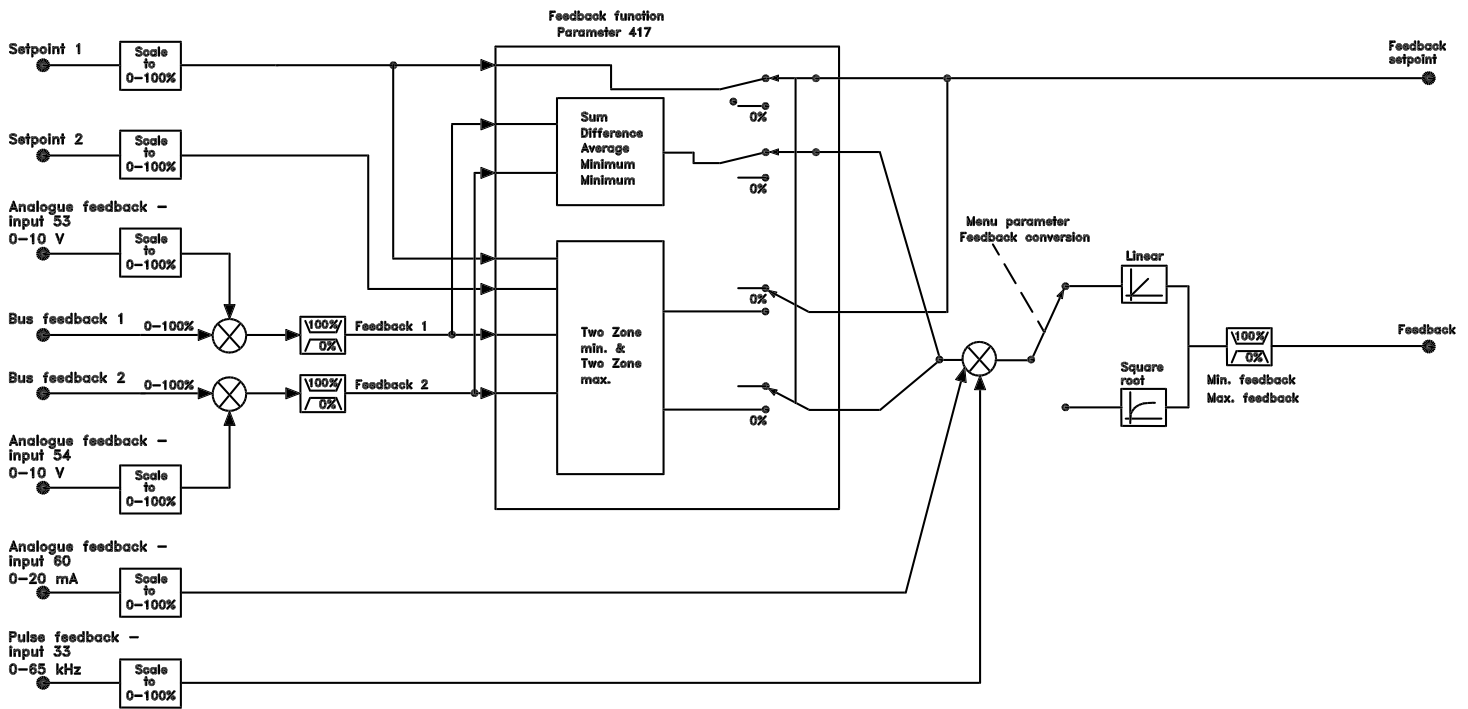 Feedback function
Parameter 417
Setpoint 1
Scale
to
0-100%
Feedback
setpoint
0%
Setpoint 2
Scale
to
0-100%
Sum
Difference
Average
Minimum
Minimum
0%
Analogue feedback -
input 53
0-10 V
Scale
to
0-100%
Menu parameter
Feedback conversion
Linear
0%
Bus feedback 1
0-100%
100%
0%
Feedback 1
Two Zone
min. &
Two Zone
max.
Feedback
100%
0%
Min. feedback
Max. feedback
Bus feedback 2
0-100%
100%
0%
Feedback 2
Square
root
0%
Analogue feedback -
input 54
0-10 V
Scale
to
0-100%
Analogue feedback -
input 60
0-20 mA
Scale
to
0-100%
Pulse feedback -
input 33
0-65 kHz
Scale
to
0-100%